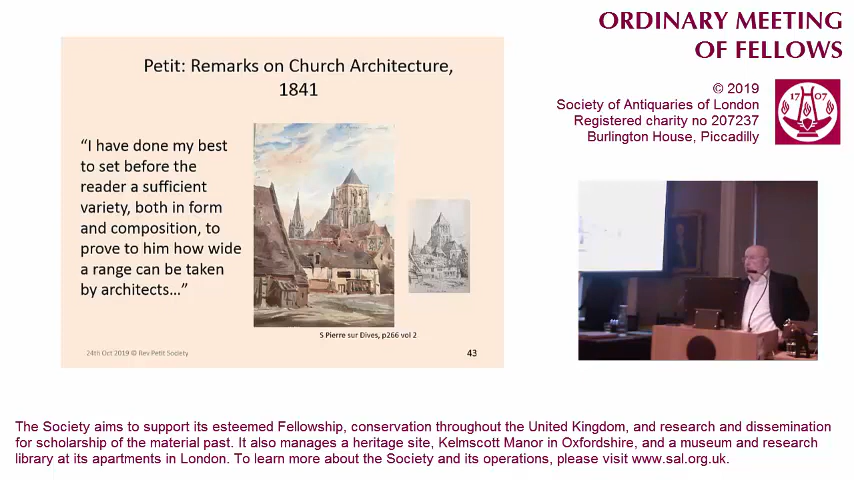 ORDINARY MEETING
OF FELLOWS
© 2019
Society of Antiquaries of London
Registered charity no 207237
Burlington House, Piccadilly
17 07
Petit: Remarks on Church Architecture,
1841
“I have done my best
to set before the
reader a sufficient
variety, both in form
and composition, to
prove to him how wide
a range can be taken
by architects…”
S Pierre sur Dives, p266 vol 2
24th Oct 2019 © Rev Petit Society
43
The Society aims to support its esteemed Fellowship, conservation throughout the United Kingdom, and research and dissemination
for scholarship of the material past. It also manages a heritage site, Kelmscott Manor in Oxfordshire, and a museum and research
library at its apartments in London. To learn more about the Society and its operations, please visit www.sal.org.uk.